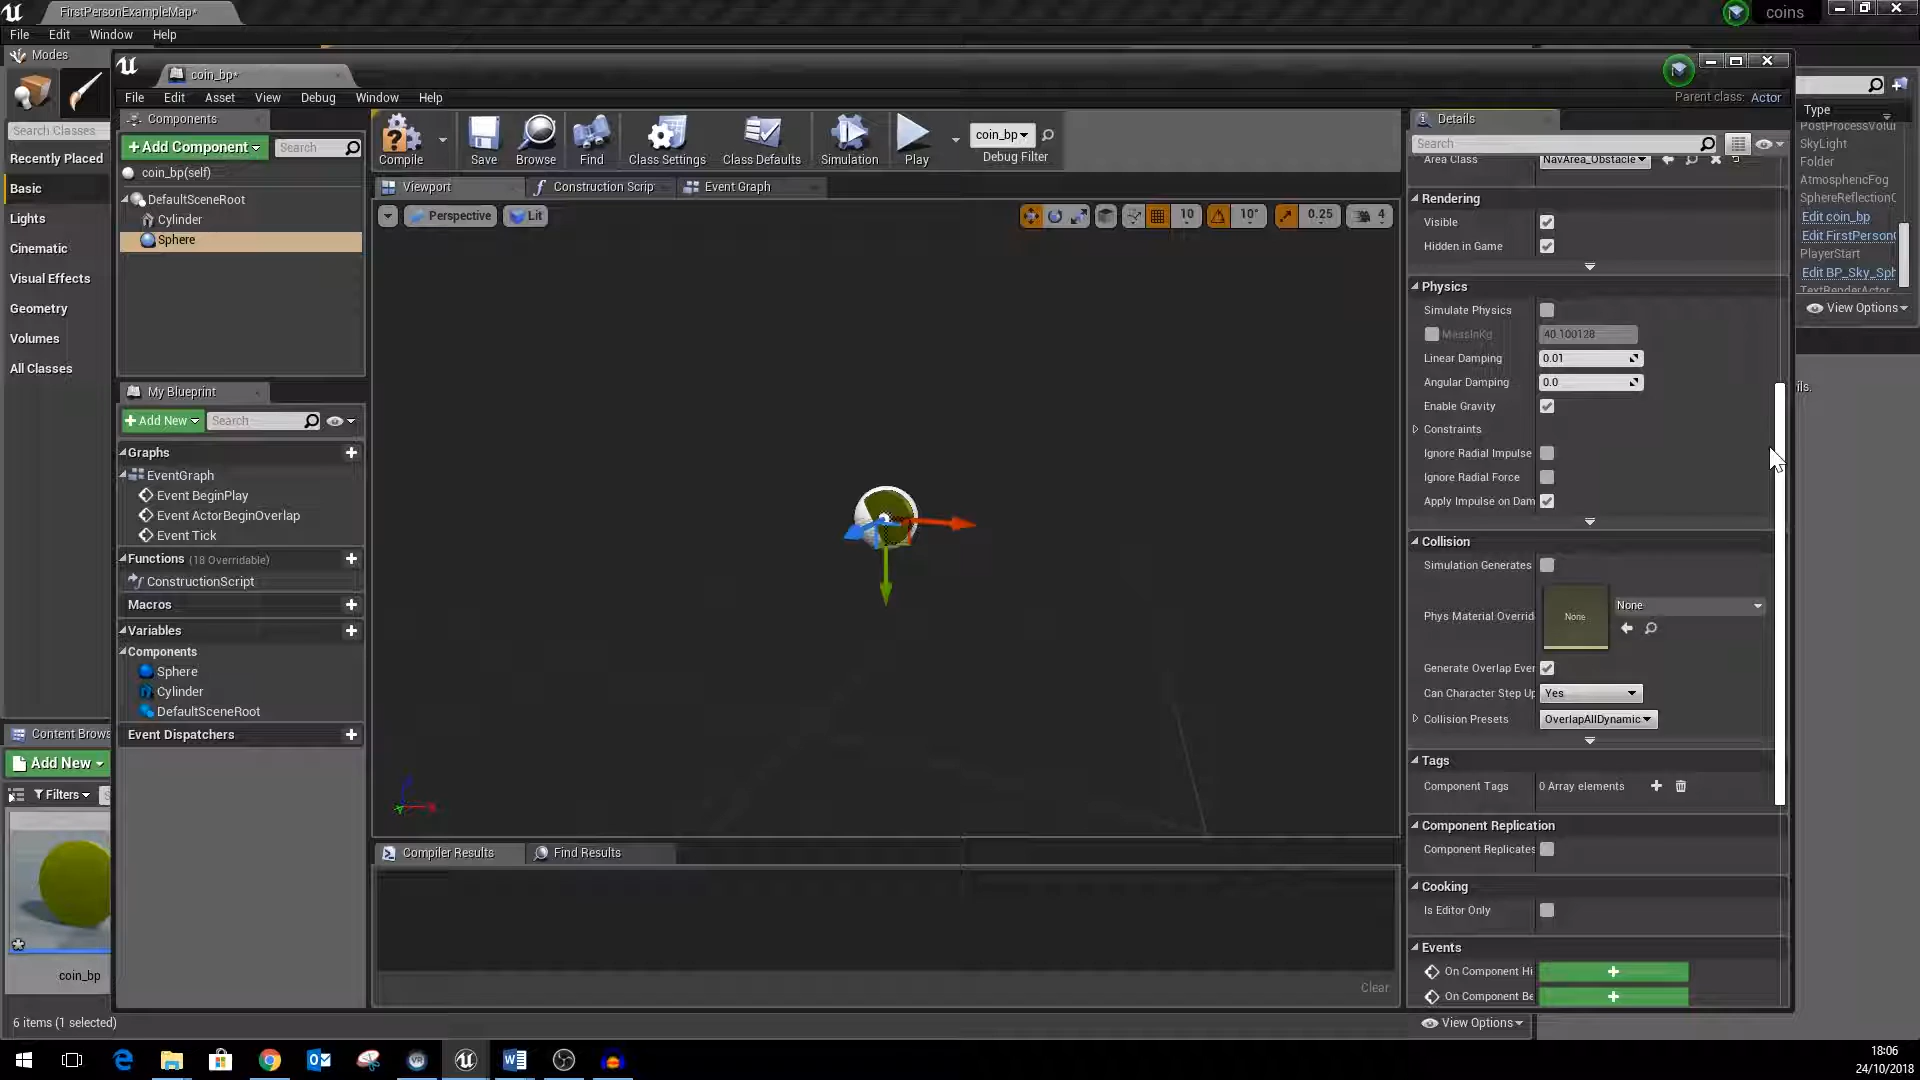 FirstPersonExampleMap*
coins
File Edit Window Help
Modes
coin_bp*
File Edit Asset View Debug Window Help
Parent class: Actor
Search Classes
Recently Placed
Basic
Lights
Cinematic
Visual Effects
Geometry
Volumes
All Classes
Components
+Add Component
Search
coin_bp(self)
DefaultSceneRoot
Cylinder
Sphere
My Blueprint
+Add New
Search
Graphs
EventGraph
Event BeginPlay
Event ActorBeginOverlap
Event Tick
Functions (18 Overridable)
ConstructionScript
Macros
Variables
Components
Sphere
Cylinder
DefaultSceneRoot
Event Dispatchers
Compile Save Browse Find Class Settings Class Defaults Simulation Play
coin_bp
Debug Filter
Viewport Construction Scrip Event Graph
Perspective Lit
10 10° 0.25 4
Compiler Results Find Results
Clear
Details
Search
Area Class NavArea_Obstacle
Rendering
Visible
Hidden in Game
Physics
Simulate Physics
MassInKg 40.100128
Linear Damping 0.01
Angular Damping 0.0
Enable Gravity
Constraints
Ignore Radial Impulse
Ignore Radial Force
Apply Impulse on Dam
Collision
Simulation Generates
Phys Material Overrid None None
Generate Overlap Ever
Can Character Step Up Yes
Collision Presets OverlapAllDynamic
Tags
Component Tags 0 Array elements
Component Replication
Component Replicates
Cooking
Is Editor Only
Events
On Component Hi
On Component Be
View Options
Type
PostProcessVolu
SkyLight
Folder
AtmosphericFog
SphereReflectionC
Edit coin_bp
Edit FirstPerson
PlayerStart
Edit BP_Sky_Sph
TextRenderActor
View Options
ils.
Content Brows
Add New
Filters
coin_bp
6 items (1 selected)
18:06
24/10/2018